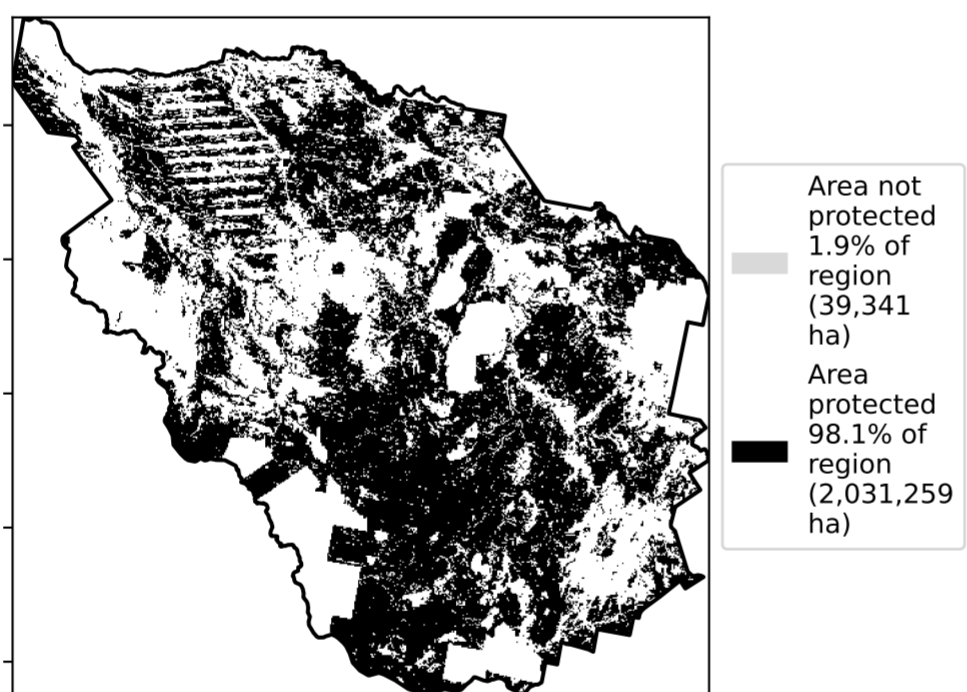 Area not
protected
1.9% of
region
(39,341
ha)
Area
protected
98.1% of
region
(2,031,259
ha)